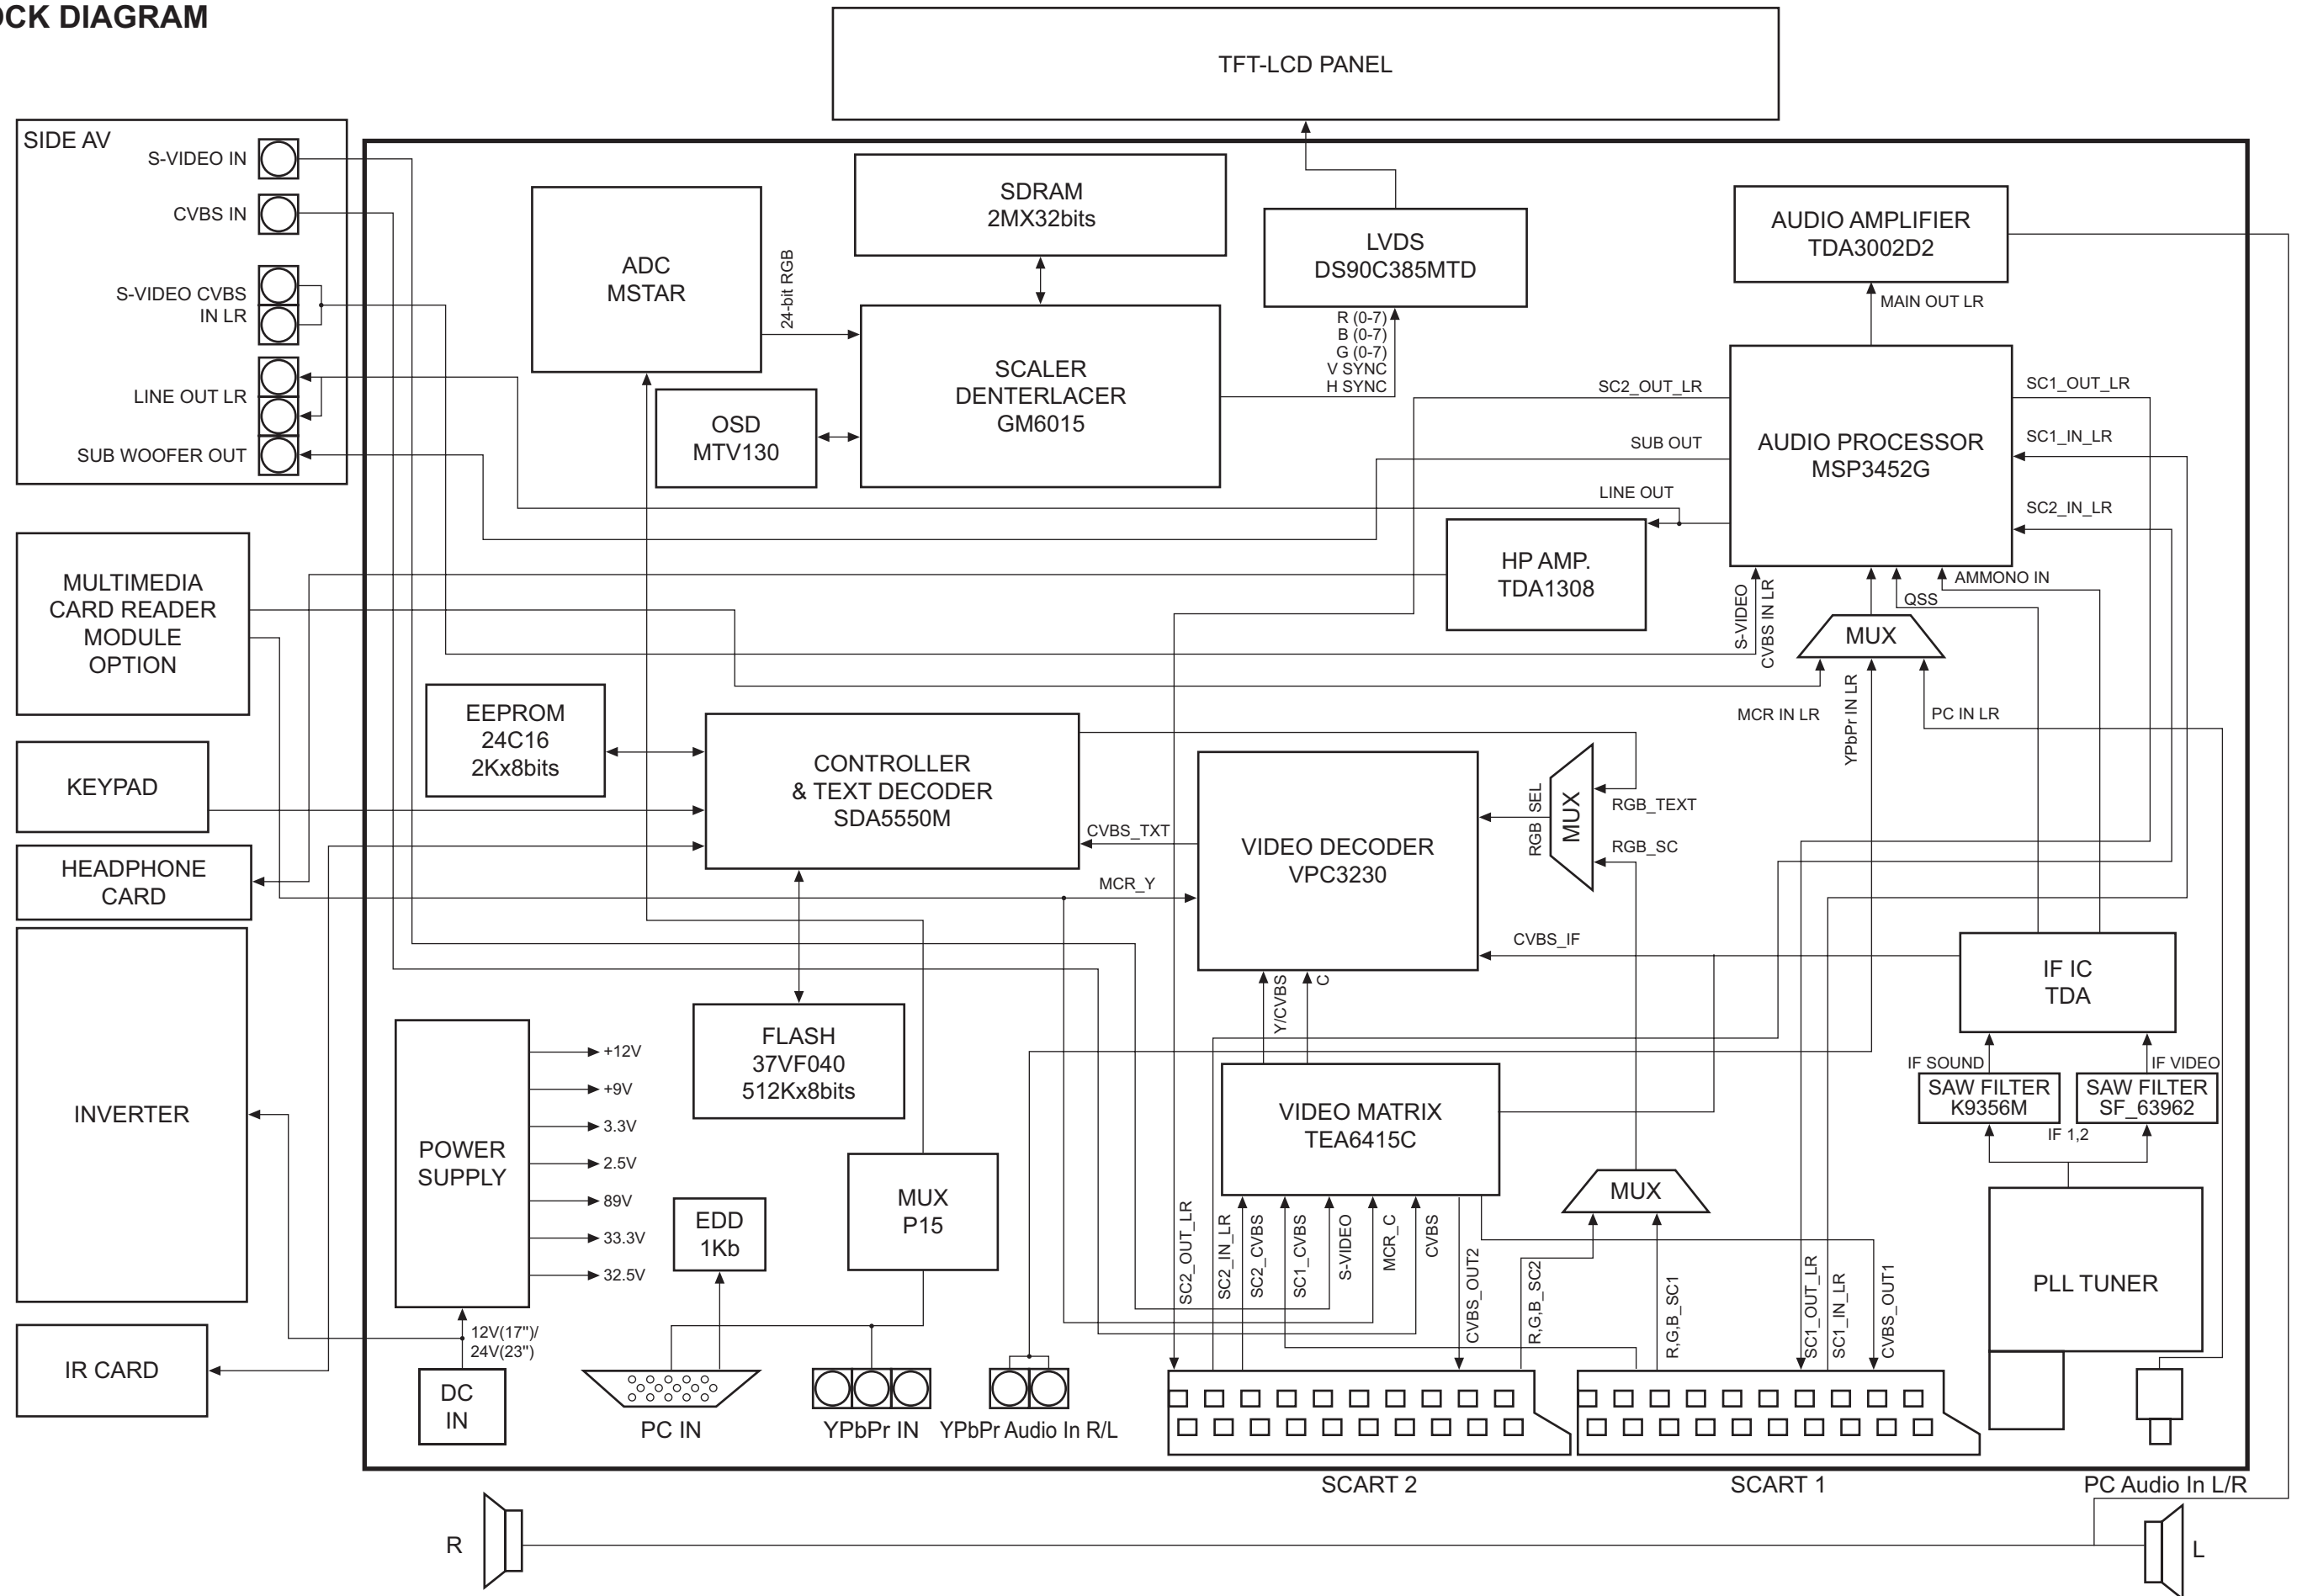 OCK DIAGRAM
TFT-LCD PANEL
SIDE AV
S-VIDEO IN
CVBS IN
S-VIDEO CVBS
IN LR
LINE OUT LR
SUB WOOFER OUT
ADC
MSTAR
24-bit RGB
SDRAM
2MX32bits
LVDS
DS90C385MTD
R (0-7)
B (0-7)
G (0-7)
V SYNC
H SYNC
SCALER
DENTERLACER
GM6015
OSD
MTV130
AUDIO AMPLIFIER
TDA3002D2
MAIN OUT LR
AUDIO PROCESSOR
MSP3452G
SC2_OUT_LR
SUB OUT
LINE OUT
SC1_OUT_LR
SC1_IN_LR
SC2_IN_LR
HP AMP.
TDA1308
S-VIDEO
CVBS IN LR
QSS
AMMONO IN
MUX
MCR IN LR
YPbPr IN LR
PC IN LR
MULTIMEDIA
CARD READER
MODULE
OPTION
KEYPAD
HEADPHONE
CARD
INVERTER
IR CARD
EEPROM
24C16
2Kx8bits
CONTROLLER
& TEXT DECODER
SDA5550M
CVBS_TXT
MCR_Y
VIDEO DECODER
VPC3230
RGB SEL
MUX
RGB_TEXT
RGB_SC
CVBS_IF
Y/CVBS
C
IF IC
TDA
IF SOUND
IF VIDEO
SAW FILTER
K9356M
SAW FILTER
SF_63962
IF 1,2
PLL TUNER
FLASH
37VF040
512Kx8bits
POWER
SUPPLY
+12V
+9V
3.3V
2.5V
89V
33.3V
32.5V
12V(17")/
24V(23")
DC
IN
EDD
1Kb
MUX
P15
VIDEO MATRIX
TEA6415C
MUX
SC2_OUT_LR
SC2_IN_LR
SC2_CVBS
SC1_CVBS
S-VIDEO
MCR_C
CVBS
CVBS_OUT2
R,G,B_SC2
R,G,B_SC1
SC1_OUT_LR
SC1_IN_LR
CVBS_OUT1
PC IN
YPbPr IN
YPbPr Audio In R/L
SCART 2
SCART 1
PC Audio In L/R
R
L